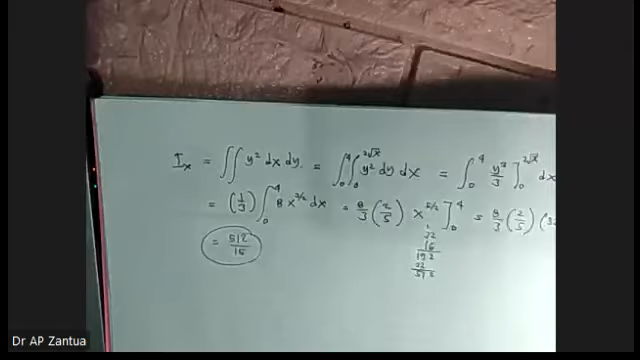 I_x = ∬ y² dx dy = ∫₀⁴ ∫₀^{2√x} y² dy dx = ∫₀⁴ y³/3 ]₀^{2√x} dx
= (1/3) ∫₀⁴ 8 x^{3/2} dx = 8/3 (2/5) x^{5/2} ]₀⁴ = 8/3 (2/5) (32
32
16
192
32
512
= 512/15
Dr AP Zantua